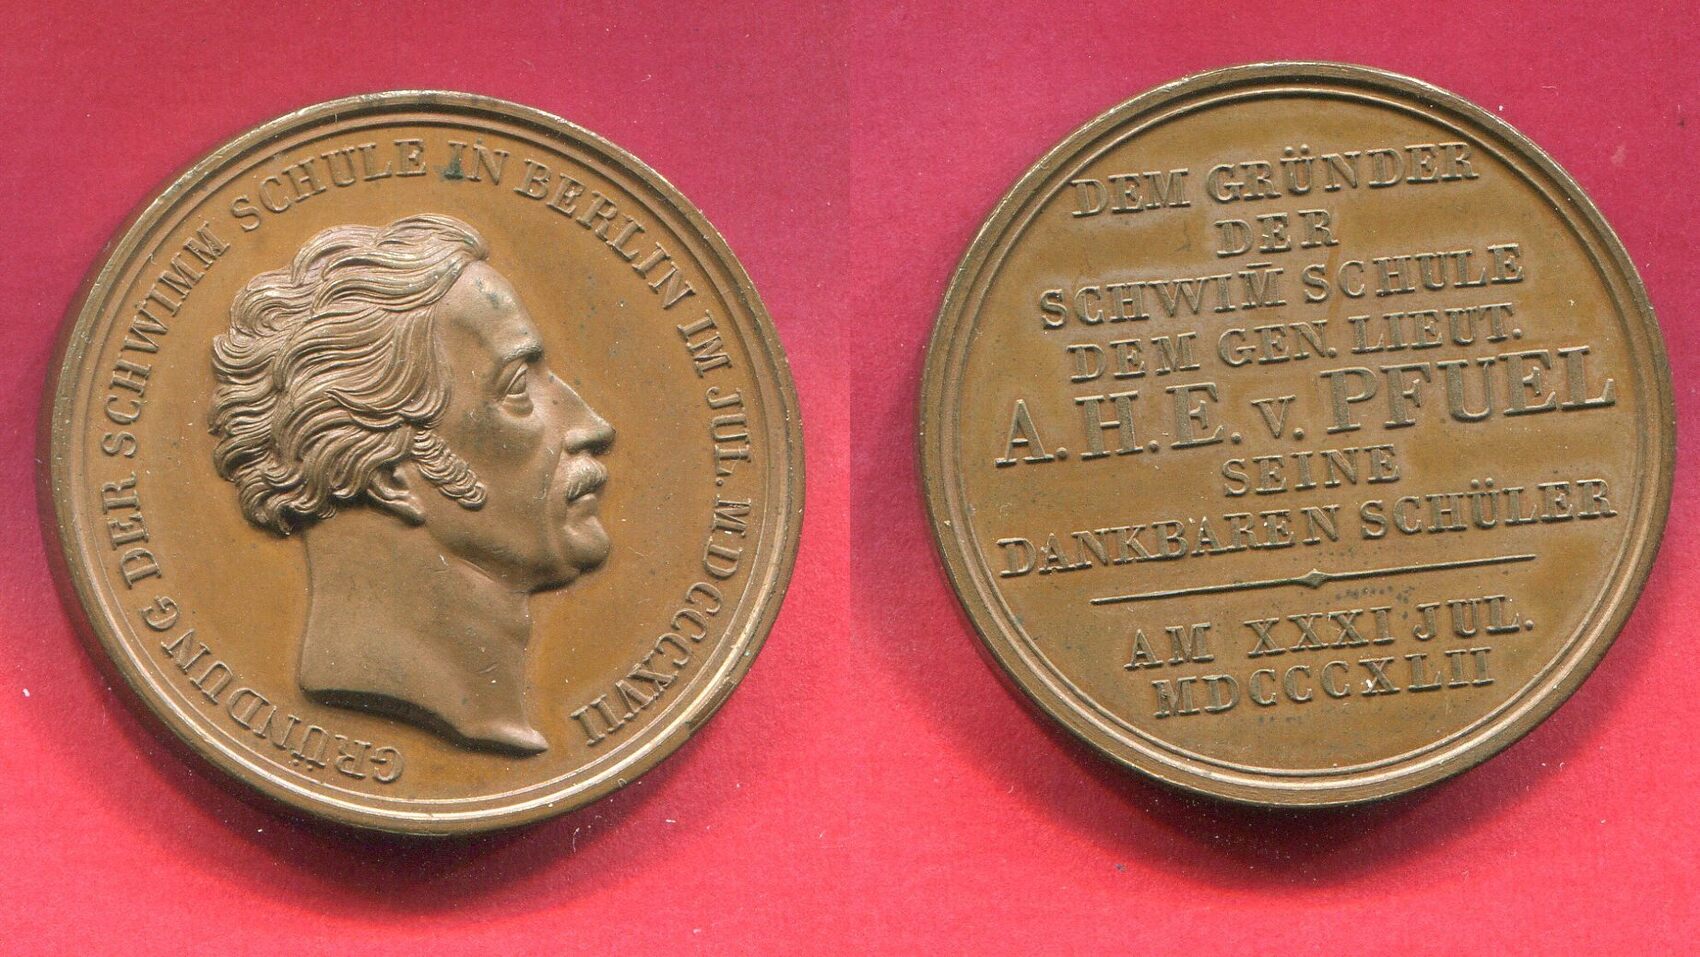 GRÜNDUNG DER SCHWIMM SCHULE IN BERLIN IM JUL. MDCCCXVII
DEM GRÜNDER
DER
SCHWIM̄ SCHULE
DEM GEN. LIEUT.
A. H. E. v. PFUEL
SEINE
DANKBAREN SCHÜLER
AM XXXI JUL.
MDCCCXLII